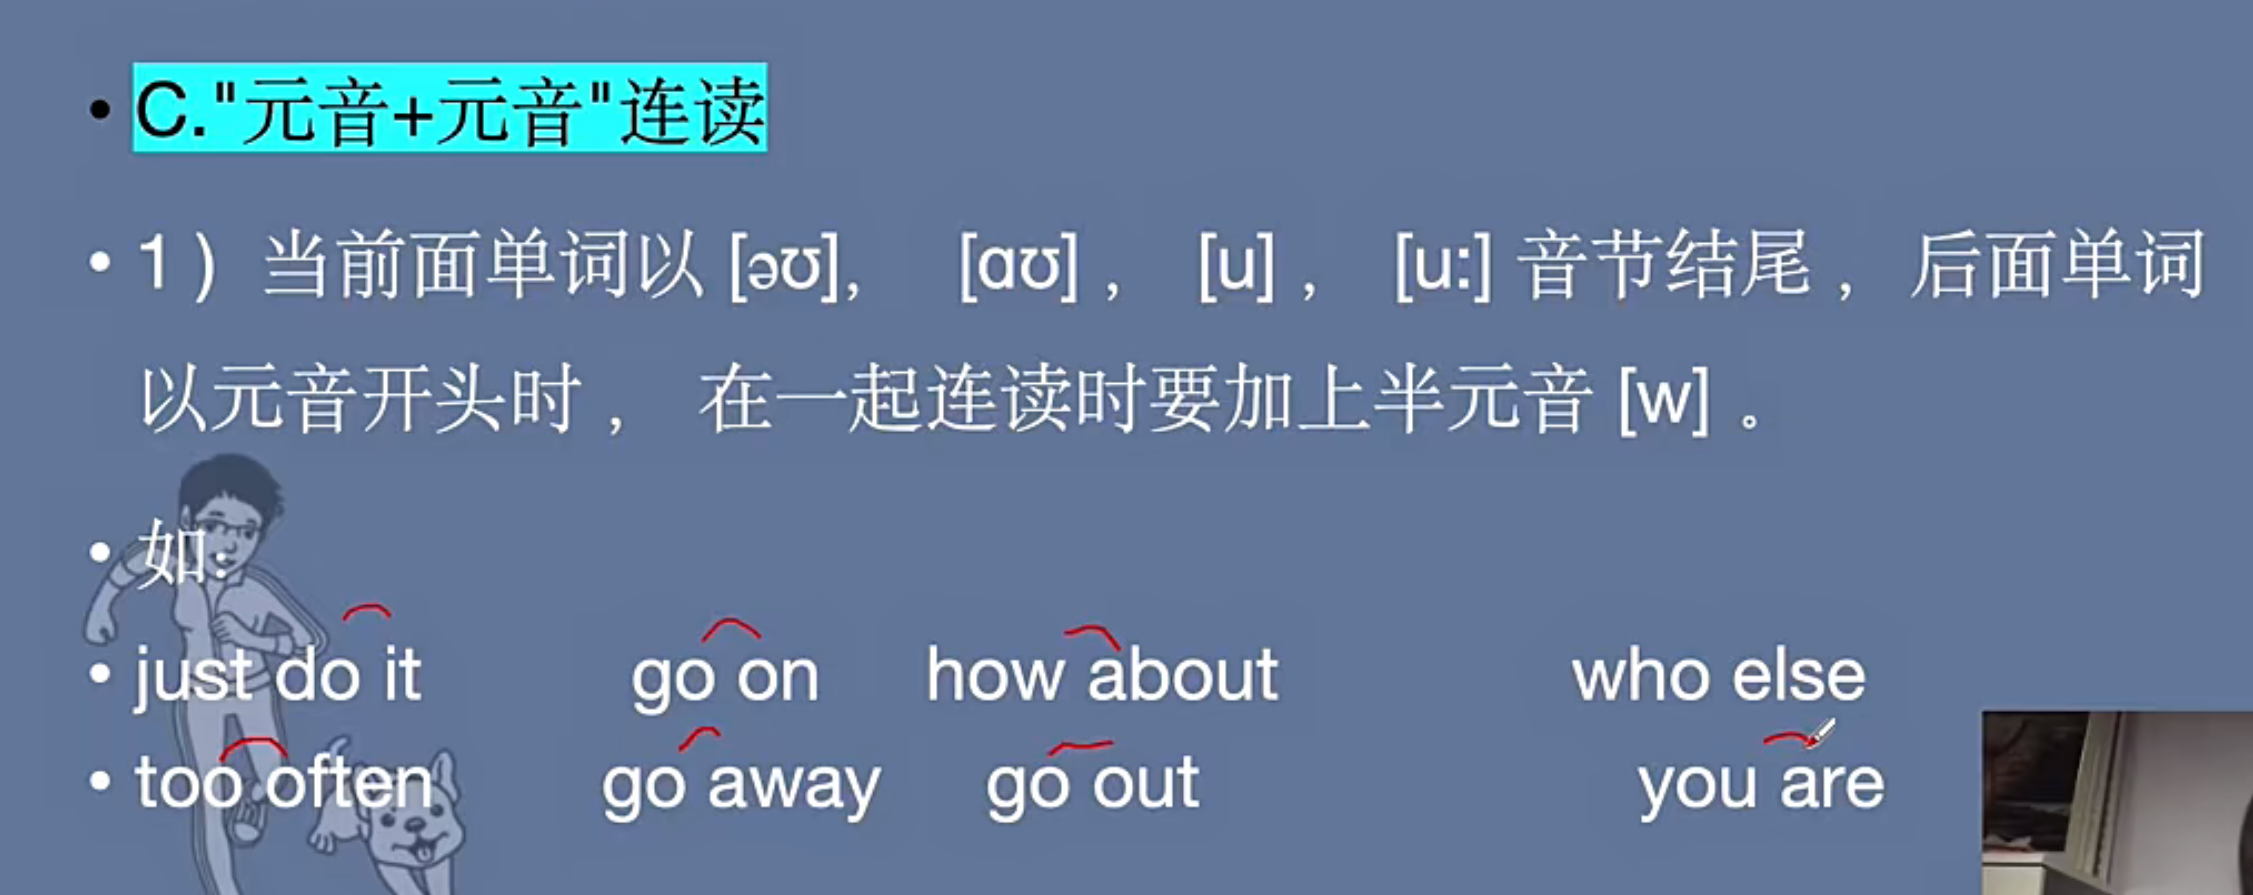 • C."元音+元音"连读
• 1）当前面单词以 [əʊ], [ɑʊ]， [u]， [u:] 音节结尾， 后面单词
以元音开头时， 在一起连读时要加上半元音 [w] 。
• 如:
• just do it go on how about who else
• too often go away go out you are